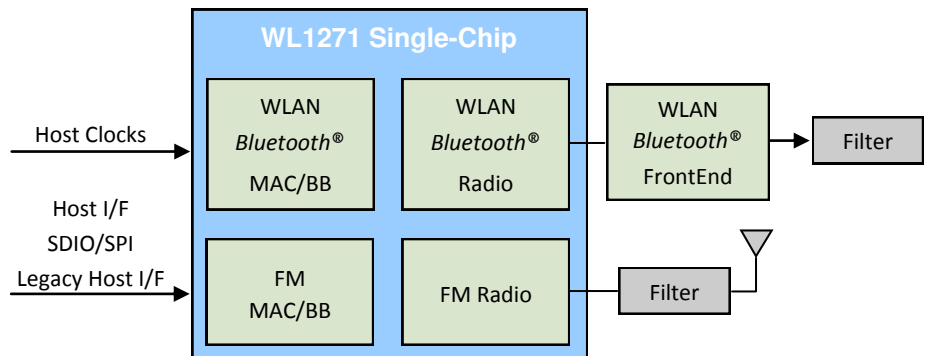 WL1271 Single-Chip
WLAN
Bluetooth®
MAC/BB
WLAN
Bluetooth®
Radio
WLAN
Bluetooth®
FrontEnd
Filter
Host Clocks
Host I/F
SDIO/SPI
Legacy Host I/F
FM
MAC/BB
FM Radio
Filter